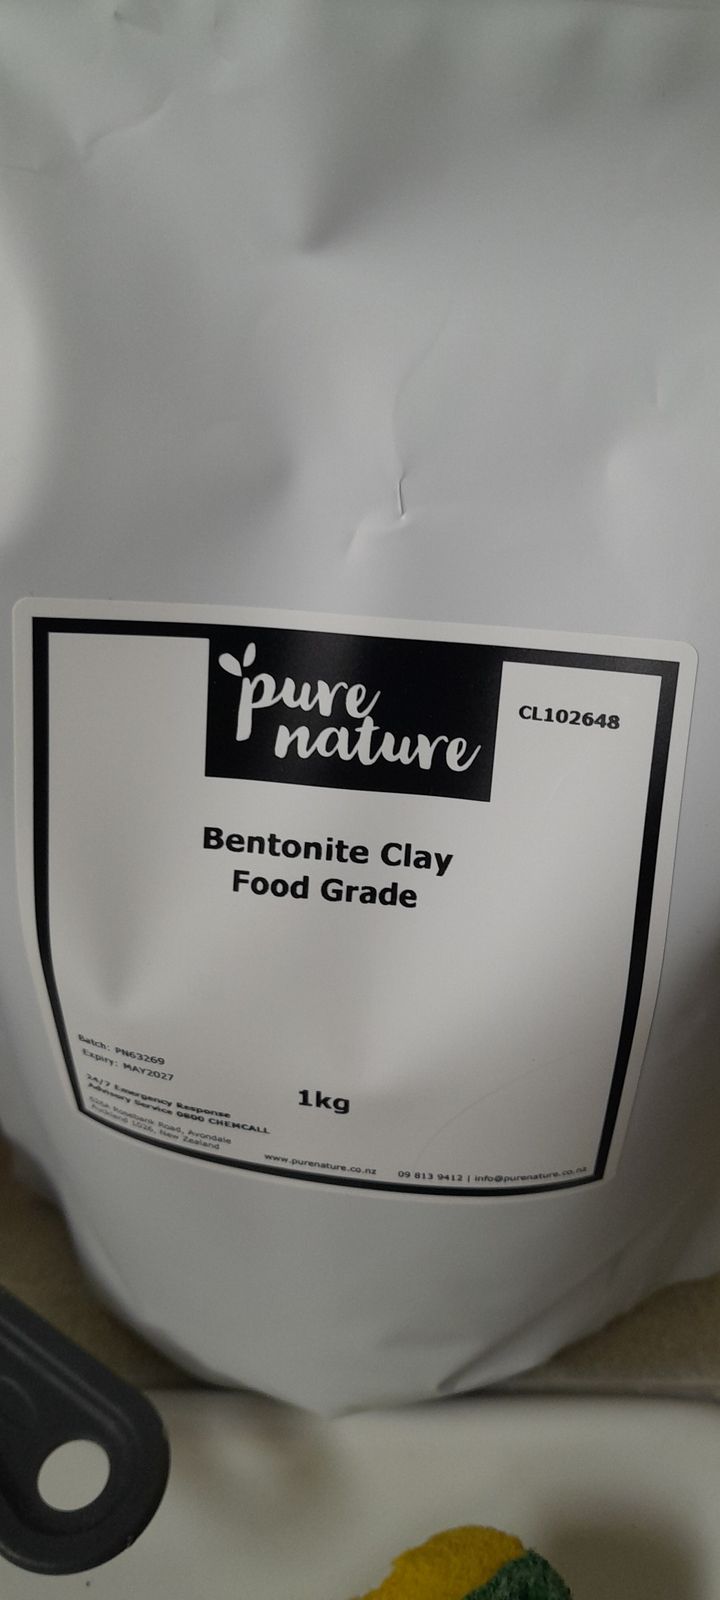 pure
nature
CL102648
Bentonite Clay
Food Grade
Batch: PN63269
Expiry: MAY2027
24/7 Emergency Response
Advisory Service 0800 CHEMCALL
Rosebank Road, Avondale
Auckland 1026, New Zealand
1kg
www.purenature.co.nz
09 813 9412 | info@purenature.co.nz